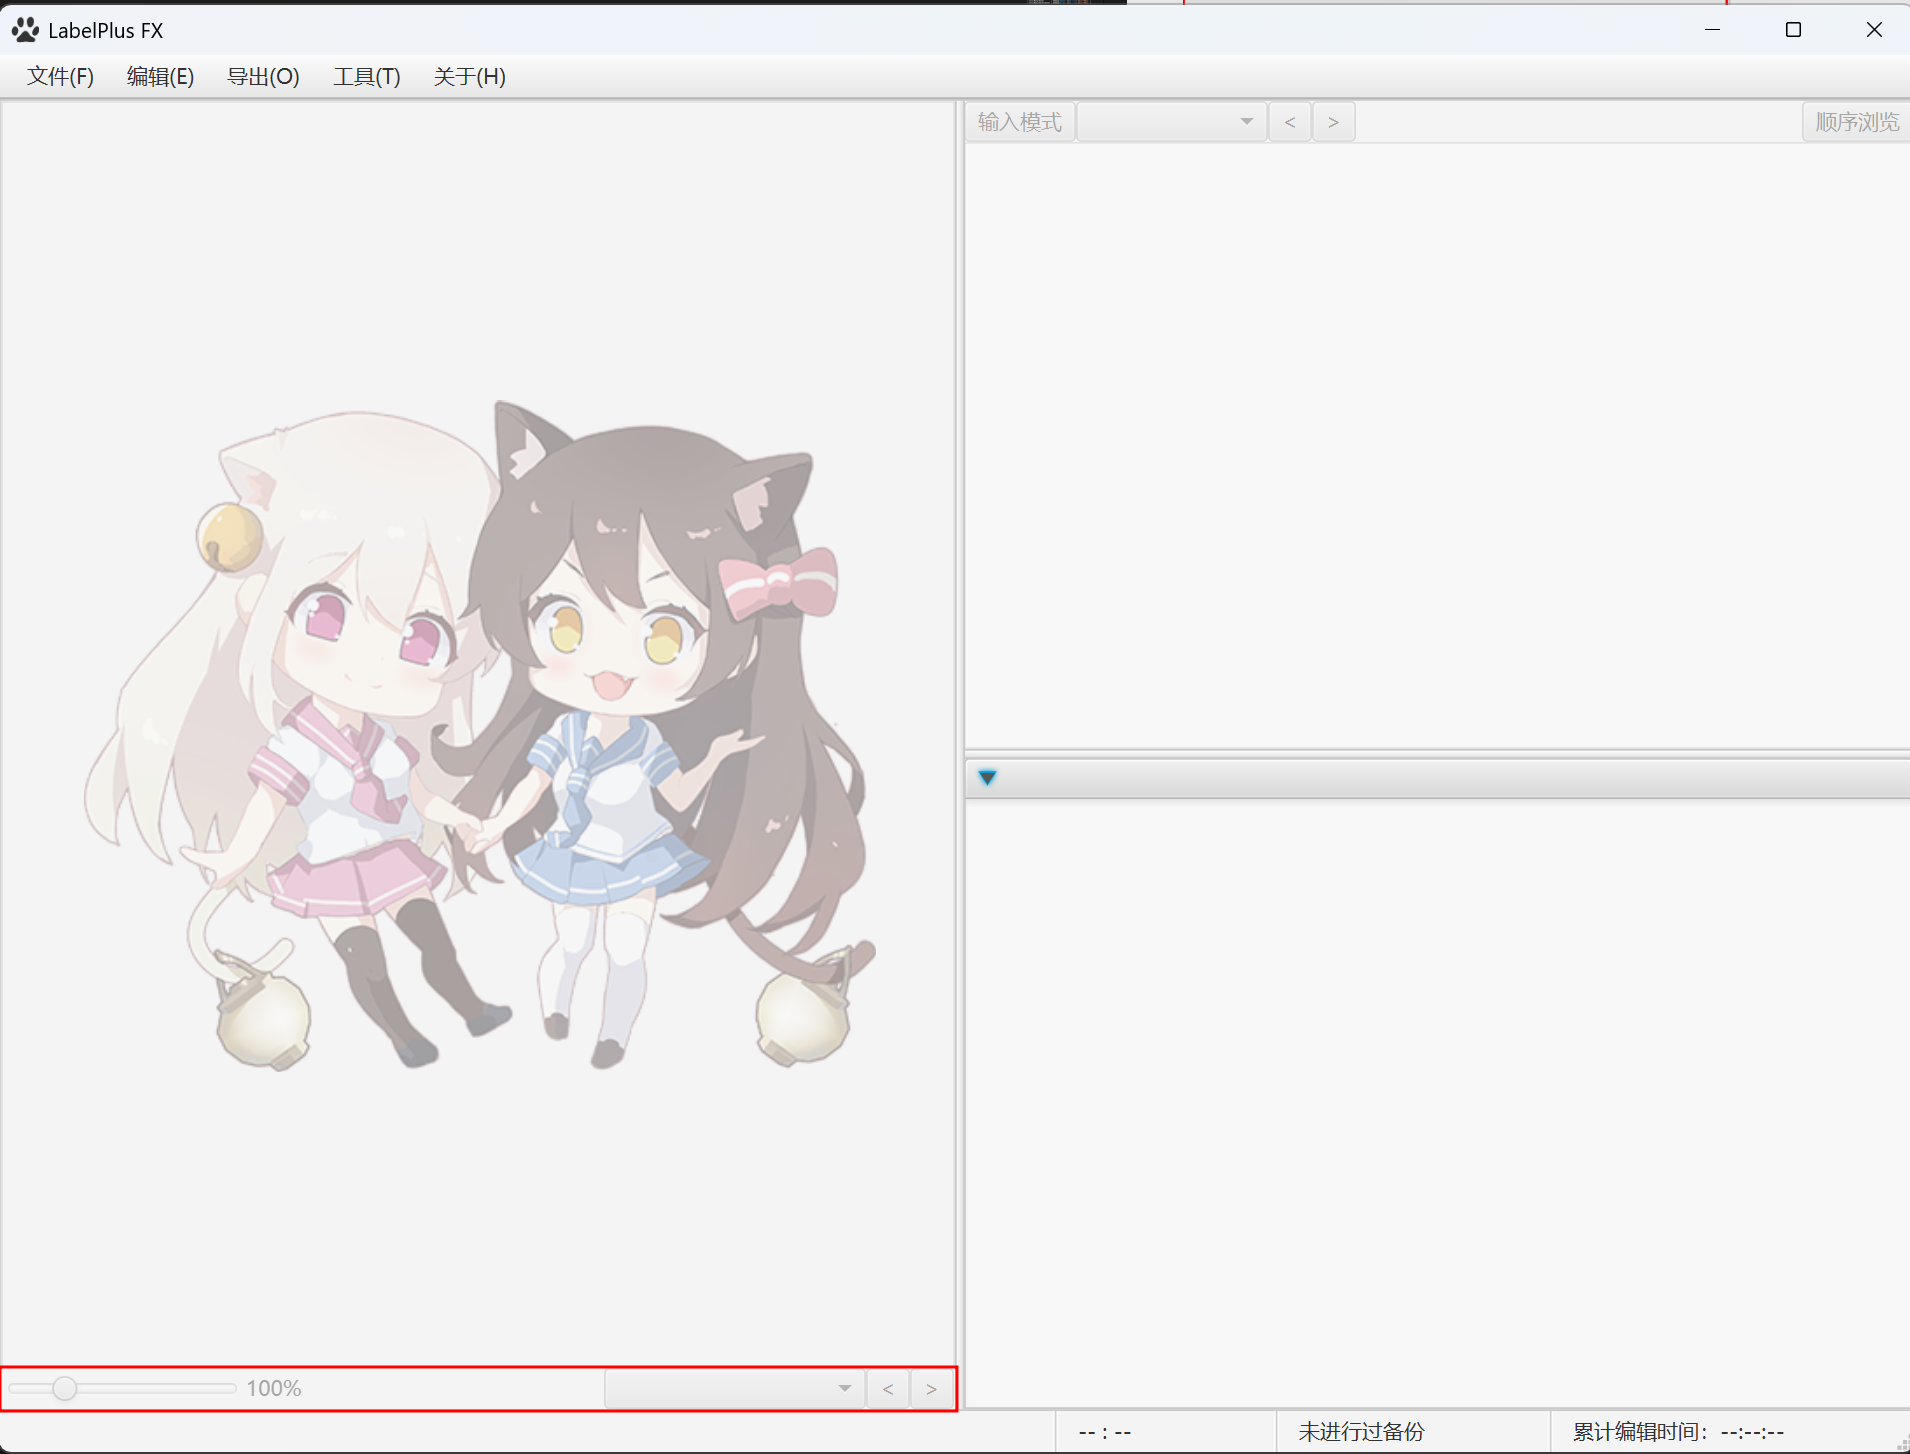 LabelPlus FX
文件(F) 编辑(E) 导出(O) 工具(T) 关于(H)
输入模式 < > 顺序浏览
100% < >
-- : -- 未进行过备份 累计编辑时间: --:--:--